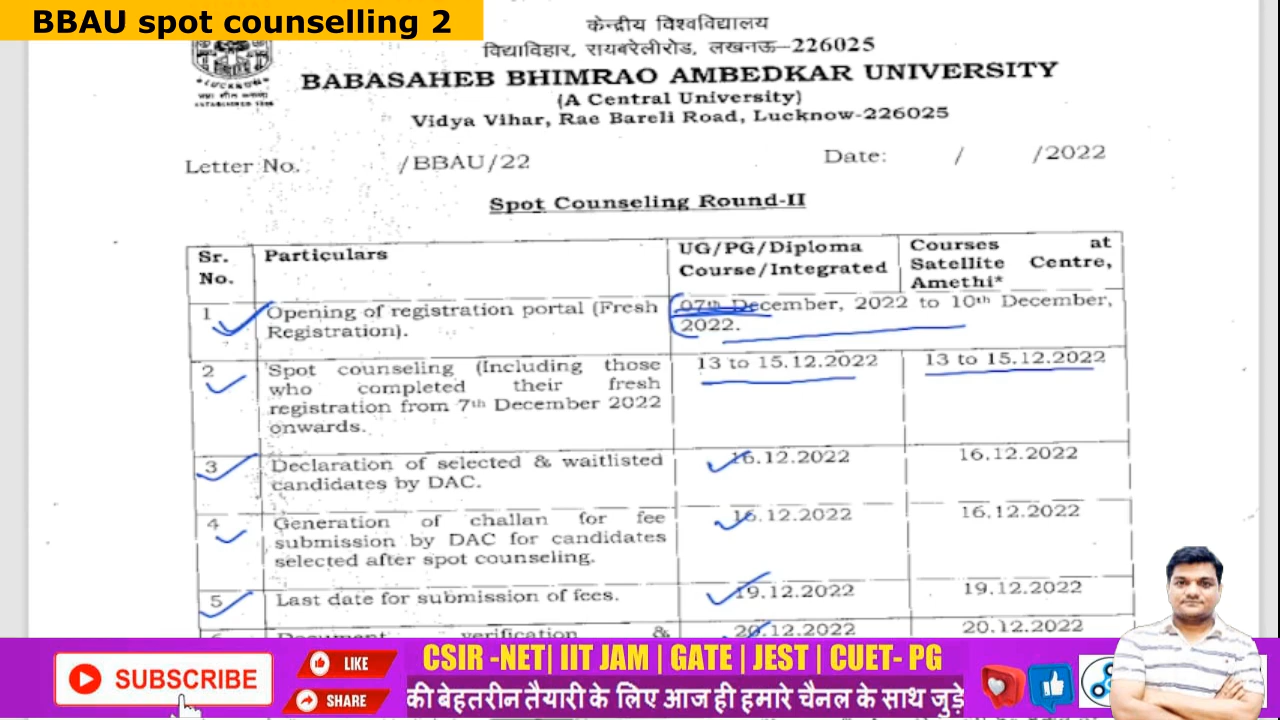 BBAU spot counselling 2
केन्द्रीय विश्वविद्यालय
विद्याविहार, रायबरेलीरोड, लखनऊ–226025
BABASAHEB BHIMRAO AMBEDKAR UNIVERSITY
(A Central University)
Vidya Vihar, Rae Bareli Road, Lucknow-226025
Letter No. /BBAU/22
Date: / /2022
Spot Counseling Round-II
Sr. No.
Particulars
UG/PG/Diploma
Course/Integrated
Courses at
Satellite Centre,
Amethi*
1
Opening of registration portal (Fresh
Registration).
07th December, 2022 to 10th December,
2022.
2
Spot counseling (Including those
who completed their fresh
registration from 7th December 2022
onwards.
13 to 15.12.2022
13 to 15.12.2022
3
Declaration of selected & waitlisted
candidates by DAC.
16.12.2022
16.12.2022
4
Generation of challan for fee
submission by DAC for candidates
selected after spot counseling.
16.12.2022
16.12.2022
5
Last date for submission of fees.
19.12.2022
19.12.2022
Document verification &
20.12.2022
20.12.2022
SUBSCRIBE
LIKE
SHARE
CSIR -NET| IIT JAM | GATE | JEST | CUET- PG
की बेहतरीन तैयारी के लिए आज ही हमारे चैनल के साथ जुड़े